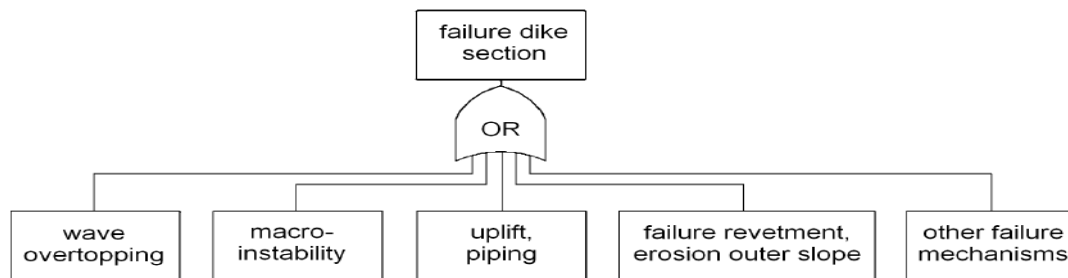 failure dike
section
OR
wave
overtopping
macro-
instability
uplift,
piping
failure revetment,
erosion outer slope
other failure
mechanisms